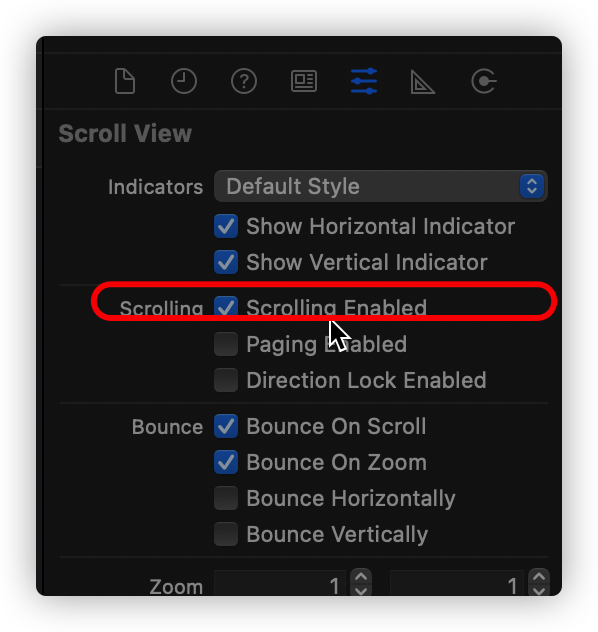 Scroll View
Indicators Default Style
Show Horizontal Indicator
Show Vertical Indicator
Scrolling Scrolling Enabled
Paging Enabled
Direction Lock Enabled
Bounce Bounce On Scroll
Bounce On Zoom
Bounce Horizontally
Bounce Vertically
Zoom 1 1